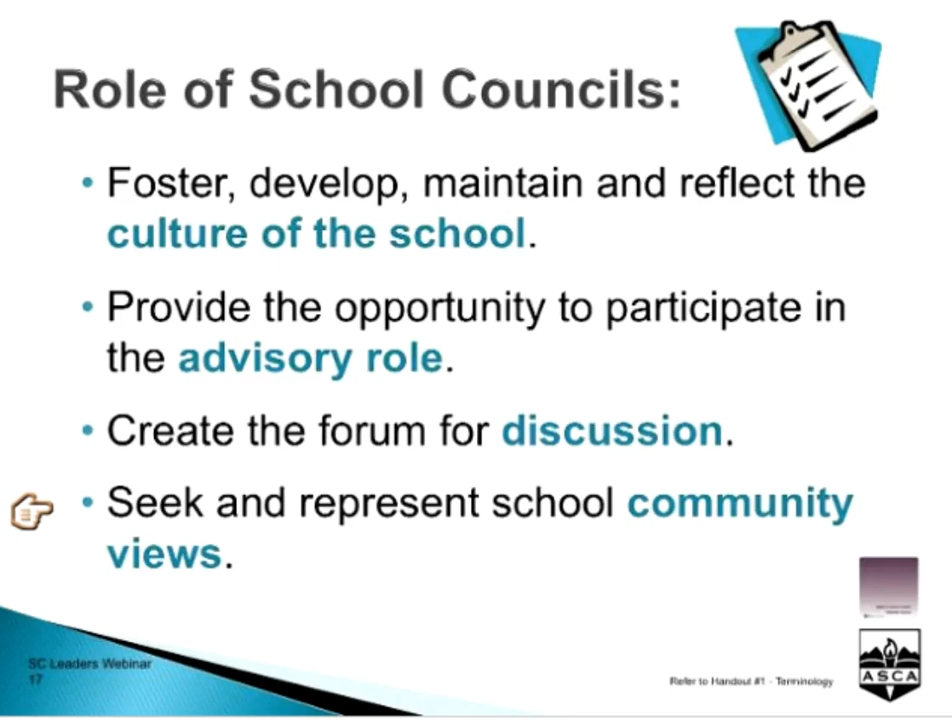 Role of School Councils:
• Foster, develop, maintain and reflect the
culture of the school.
• Provide the opportunity to participate in
the advisory role.
• Create the forum for discussion.
• Seek and represent school community
views.
SC Leaders Webinar
17
Refer to Handout #1 - Terminology
ASCA